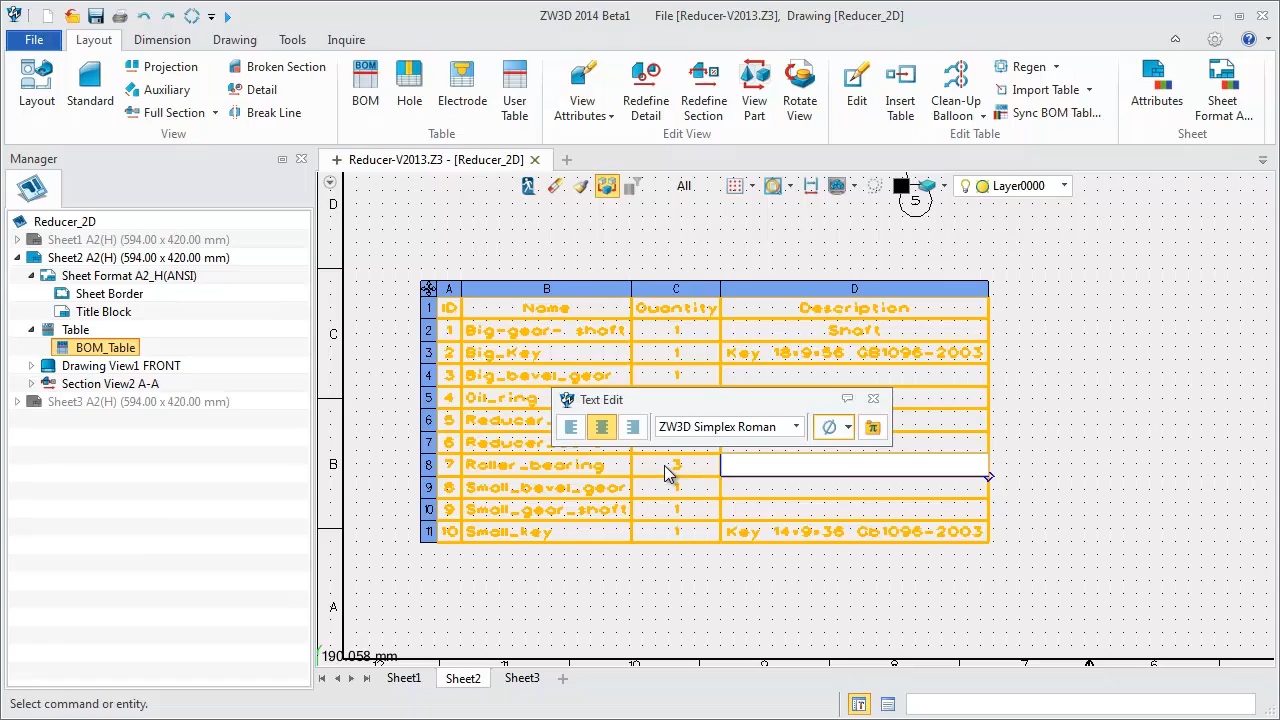 ZW3D 2014 Beta1 File [Reducer-V2013.Z3], Drawing [Reducer_2D]
File Layout Dimension Drawing Tools Inquire
Layout Standard Projection Auxiliary Full Section Broken Section Detail Break Line
View
BOM Hole Electrode User Table
Table
View Attributes Redefine Detail Redefine Section View Part Rotate View
Edit View
Edit Insert Table Clean-Up Balloon Regen Import Table Sync BOM Tabl...
Edit Table
Attributes Sheet Format A...
Sheet
Manager
Reducer-V2013.Z3 - [Reducer_2D]
All Layer0000
Reducer_2D
Sheet1 A2(H) (594.00 x 420.00 mm)
Sheet2 A2(H) (594.00 x 420.00 mm)
Sheet Format A2_H(ANSI)
Sheet Border
Title Block
Table
BOM_Table
Drawing View1 FRONT
Section View2 A-A
Sheet3 A2(H) (594.00 x 420.00 mm)
D
C
B
A
5
A B C D
1 ID Name Quantity Description
2 1 Big-gear- shaft 1 Shaft
3 2 Big_Key 1 Key 18*9*56 GB1096-2003
4 3 Big_bevel_gear 1
5 4 Oil_ring
6 5 Reducer_
7 6 Reducer_
8 7 Roller_bearing 3
9 8 Small_bevel_gear 1
10 9 Small_gear_shaft 1
11 10 Small_key 1 Key 14*9*36 GB1096-2003
Text Edit
ZW3D Simplex Roman
190.058 mm
Sheet1 Sheet2 Sheet3
Select command or entity.